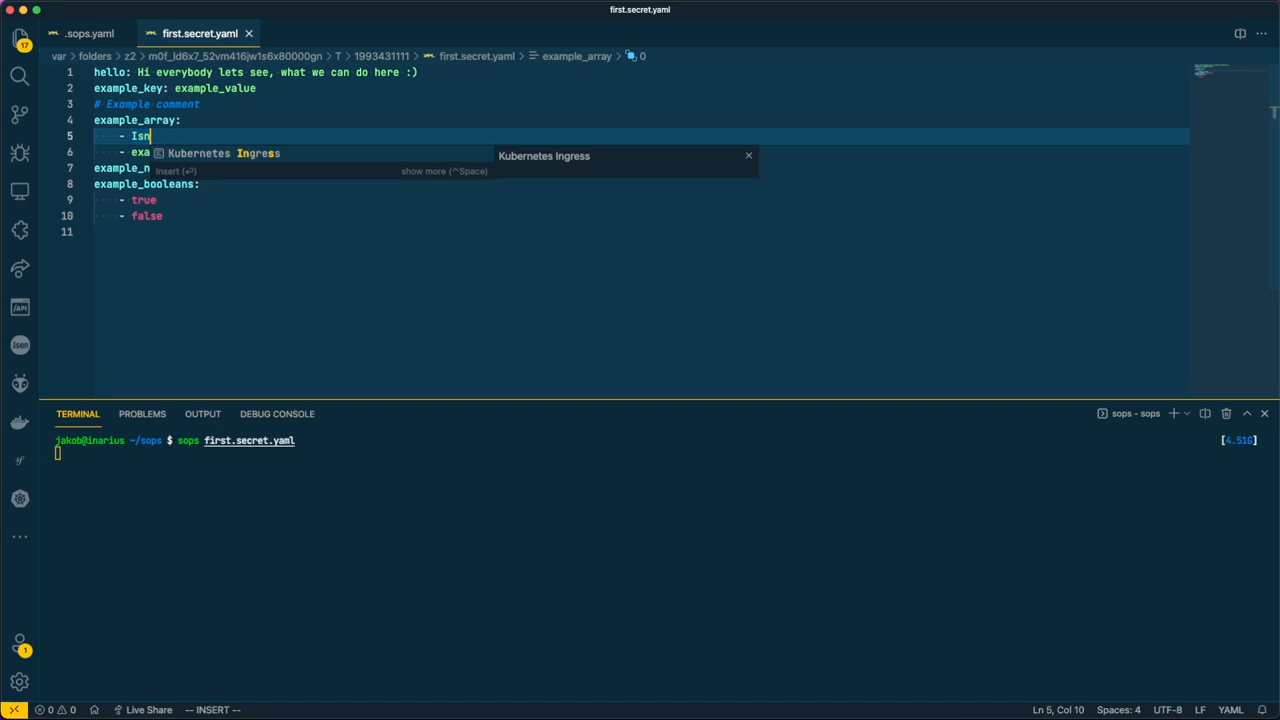 first.secret.yaml
.sops.yaml
first.secret.yaml
var > folders > z2 > m0f_ld6x7_52vm416jw1s6x80000gn > T > 1993431111 > first.secret.yaml > example_array > 0
1 hello: Hi everybody lets see, what we can do here :)
2 example_key: example_value
3 # Example comment
4 example_array:
5 - Isn
6 - exa
Kubernetes Ingress
Kubernetes Ingress
Insert (⏎)
show more (^Space)
7 example_n
8 example_booleans:
9 - true
10 - false
11
17
/API
Json
TERMINAL PROBLEMS OUTPUT DEBUG CONSOLE
sops - sops
jakob@inarius ~/sops $ sops first.secret.yaml [4.516]
1
0 0 Live Share -- INSERT -- Ln 5, Col 10 Spaces: 4 UTF-8 LF YAML